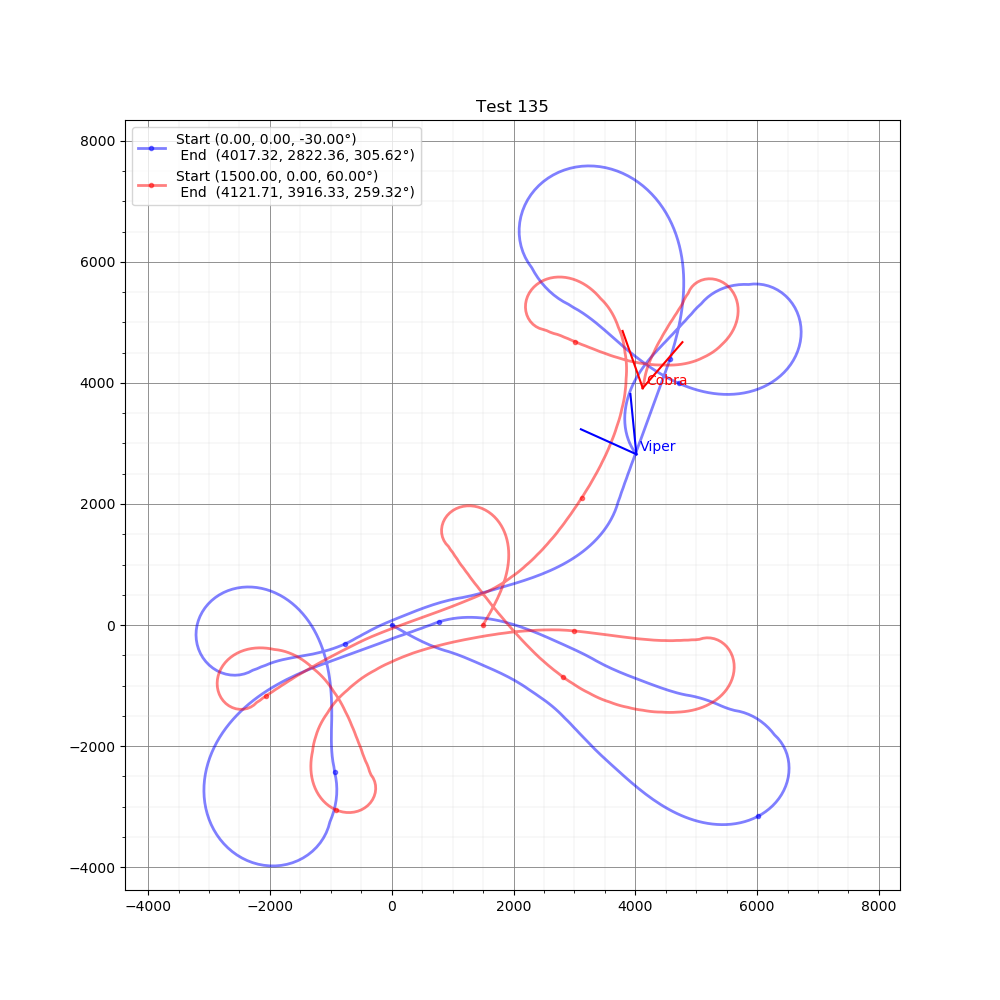 Test 135
Start (0.00, 0.00, -30.00°)
End  (4017.32, 2822.36, 305.62°)
Start (1500.00, 0.00, 60.00°)
End  (4121.71, 3916.33, 259.32°)
8000
6000
4000
2000
0
−2000
−4000
Cobra
Viper
−4000 −2000 0 2000 4000 6000 8000